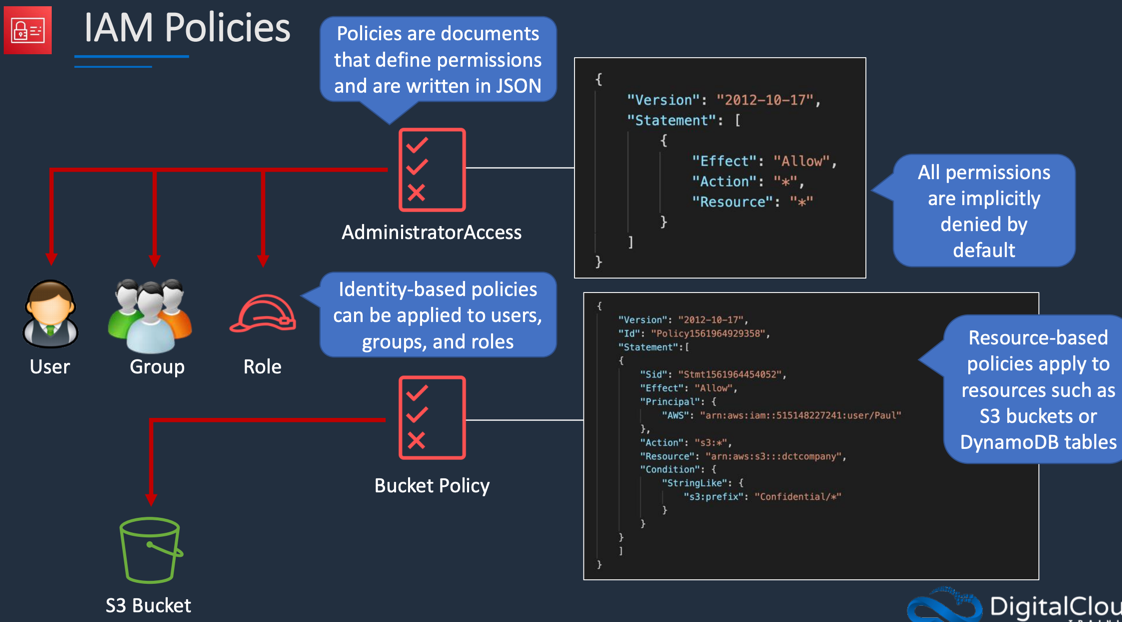 IAM Policies
Policies are documents
that define permissions
and are written in JSON
{
"Version": "2012-10-17",
"Statement": [
{
"Effect": "Allow",
"Action": "*",
"Resource": "*"
}
]
}
All permissions
are implicitly
denied by
default
AdministratorAccess
User
Group
Role
Identity-based policies
can be applied to users,
groups, and roles
{
"Version": "2012-10-17",
"Id": "Policy1561964929358",
"Statement":[
{
"Sid": "Stmt1561964454052",
"Effect": "Allow",
"Principal": {
"AWS": "arn:aws:iam::515148227241:user/Paul"
},
"Action": "s3:*",
"Resource": "arn:aws:s3:::dctcompany",
"Condition": {
"StringLike": {
"s3:prefix": "Confidential/*"
}
}
}
]
}
Resource-based
policies apply to
resources such as
S3 buckets or
DynamoDB tables
Bucket Policy
S3 Bucket
DigitalClou